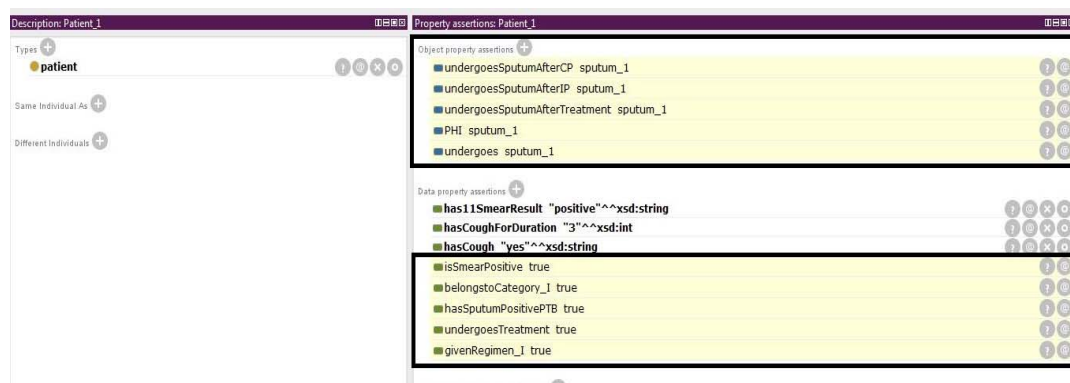 Description: Patient_1
Types
patient
Same Individual As
Different Individuals
Property assertions: Patient_1
Object property assertions
undergoesSputumAfterCP sputum_1
undergoesSputumAfterIP sputum_1
undergoesSputumAfterTreatment sputum_1
PHI sputum_1
undergoes sputum_1
Data property assertions
has11SmearResult "positive"^^xsd:string
hasCoughForDuration "3"^^xsd:int
hasCough "yes"^^xsd:string
isSmearPositive true
belongstoCategory_I true
hasSputumPositivePTB true
undergoesTreatment true
givenRegimen_I true